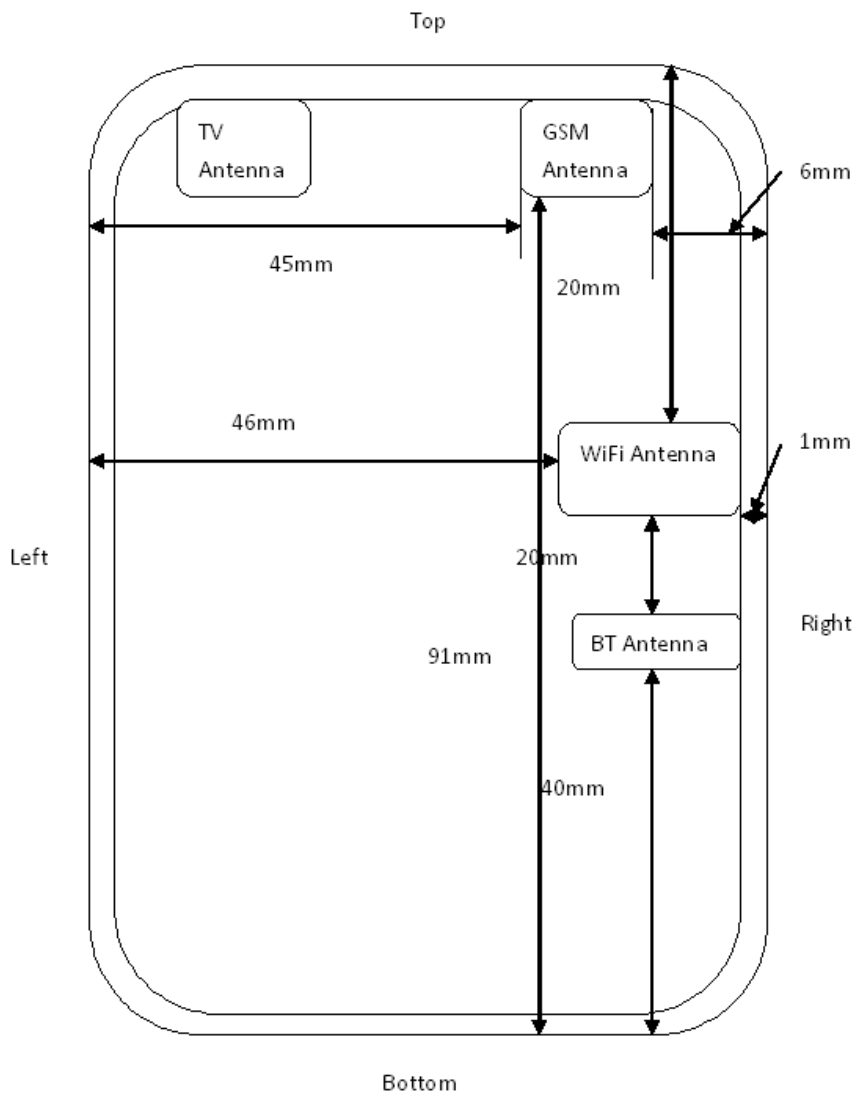 Top
TV
Antenna
GSM
Antenna
6mm
45mm
20mm
46mm
WiFi Antenna
1mm
Left
20mm
Right
BT Antenna
91mm
40mm
Bottom